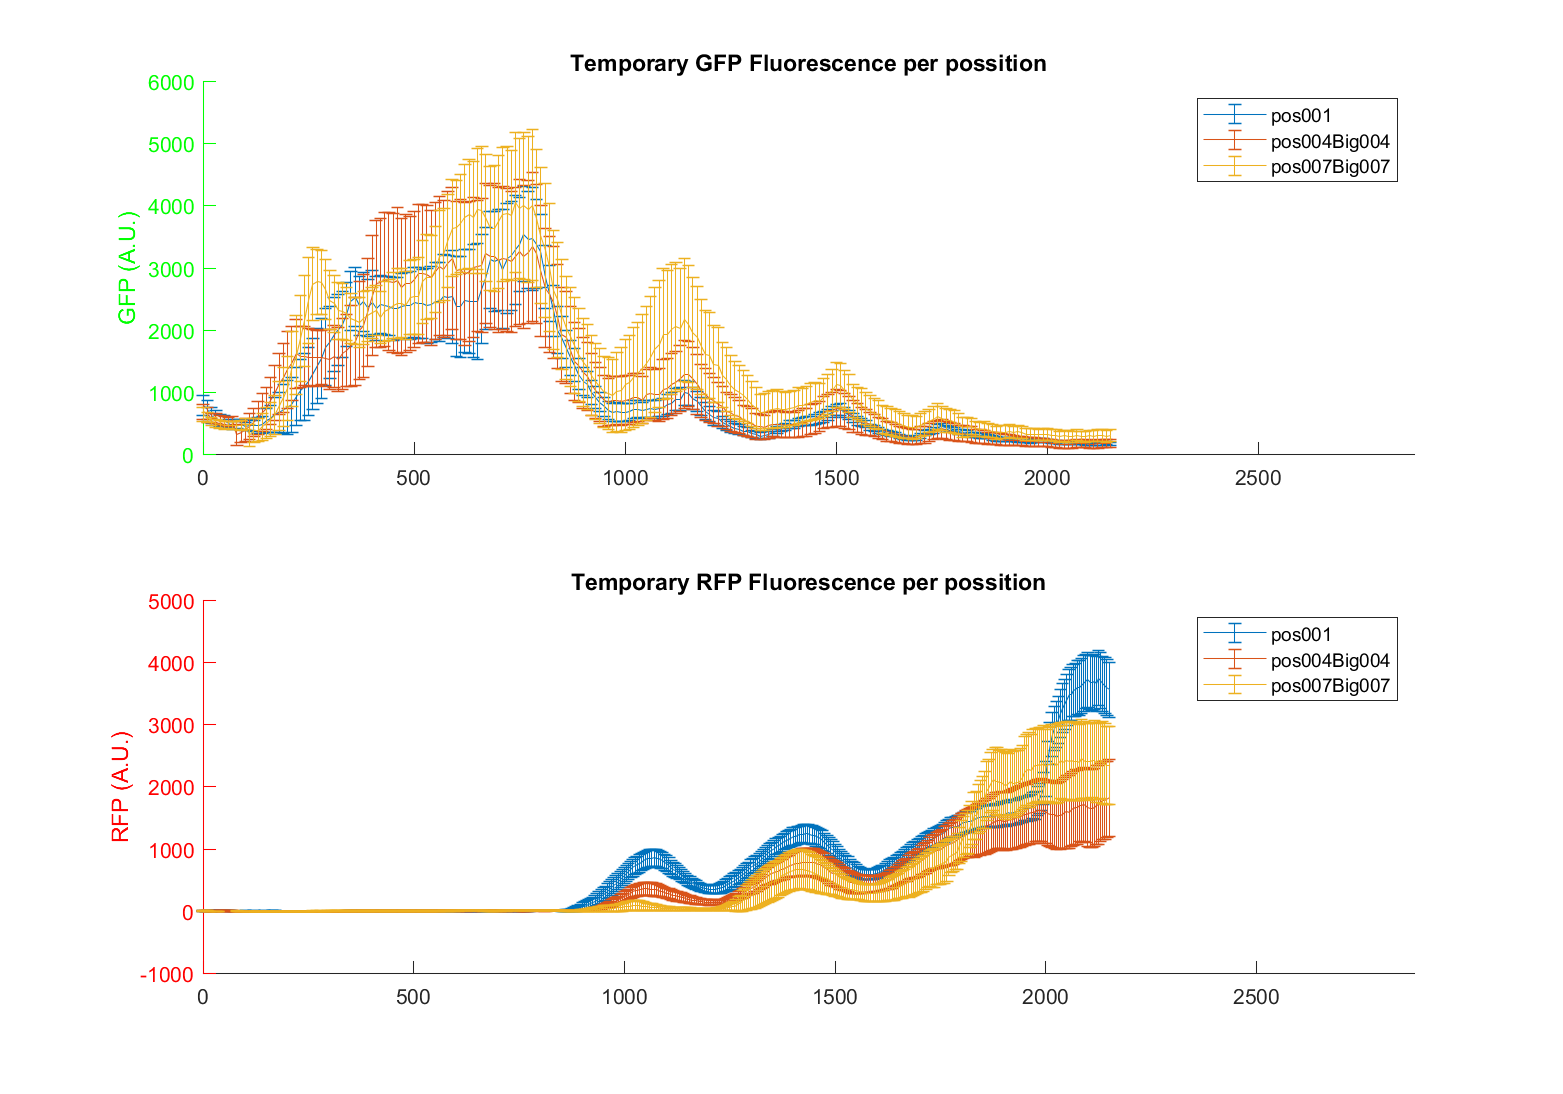 Temporary GFP Fluorescence per possition
6000
5000
4000
3000
2000
1000
0
GFP (A.U.)
pos001
pos004Big004
pos007Big007
0 500 1000 1500 2000 2500
Temporary RFP Fluorescence per possition
5000
4000
3000
2000
1000
0
-1000
RFP (A.U.)
pos001
pos004Big004
pos007Big007
0 500 1000 1500 2000 2500